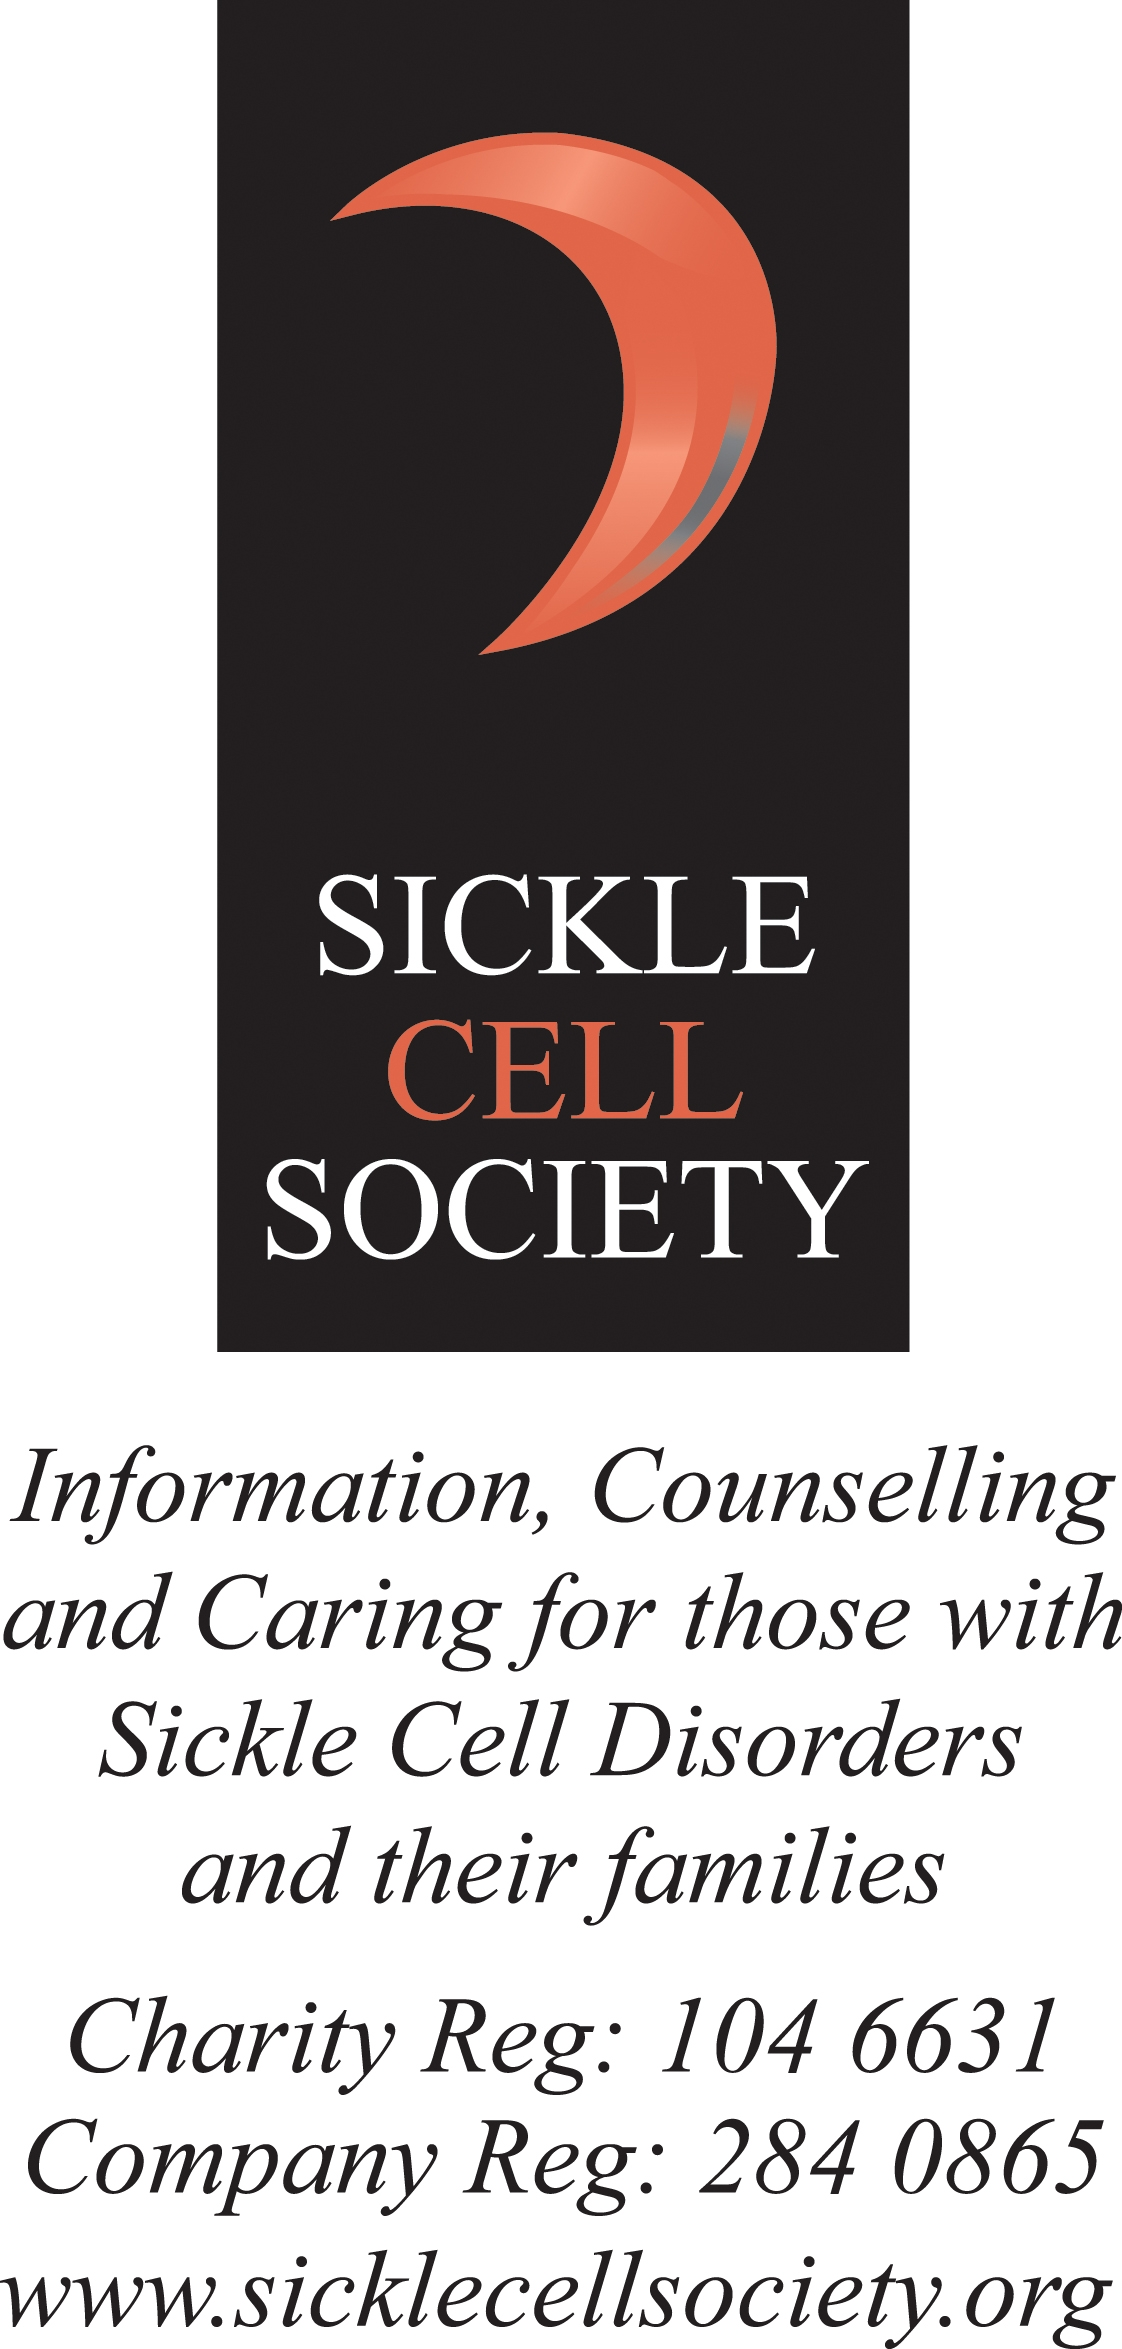 SICKLE
CELL
SOCIETY
Information, Counselling
and Caring for those with
Sickle Cell Disorders
and their families
Charity Reg: 104 6631
Company Reg: 284 0865
www.sicklecellsociety.org